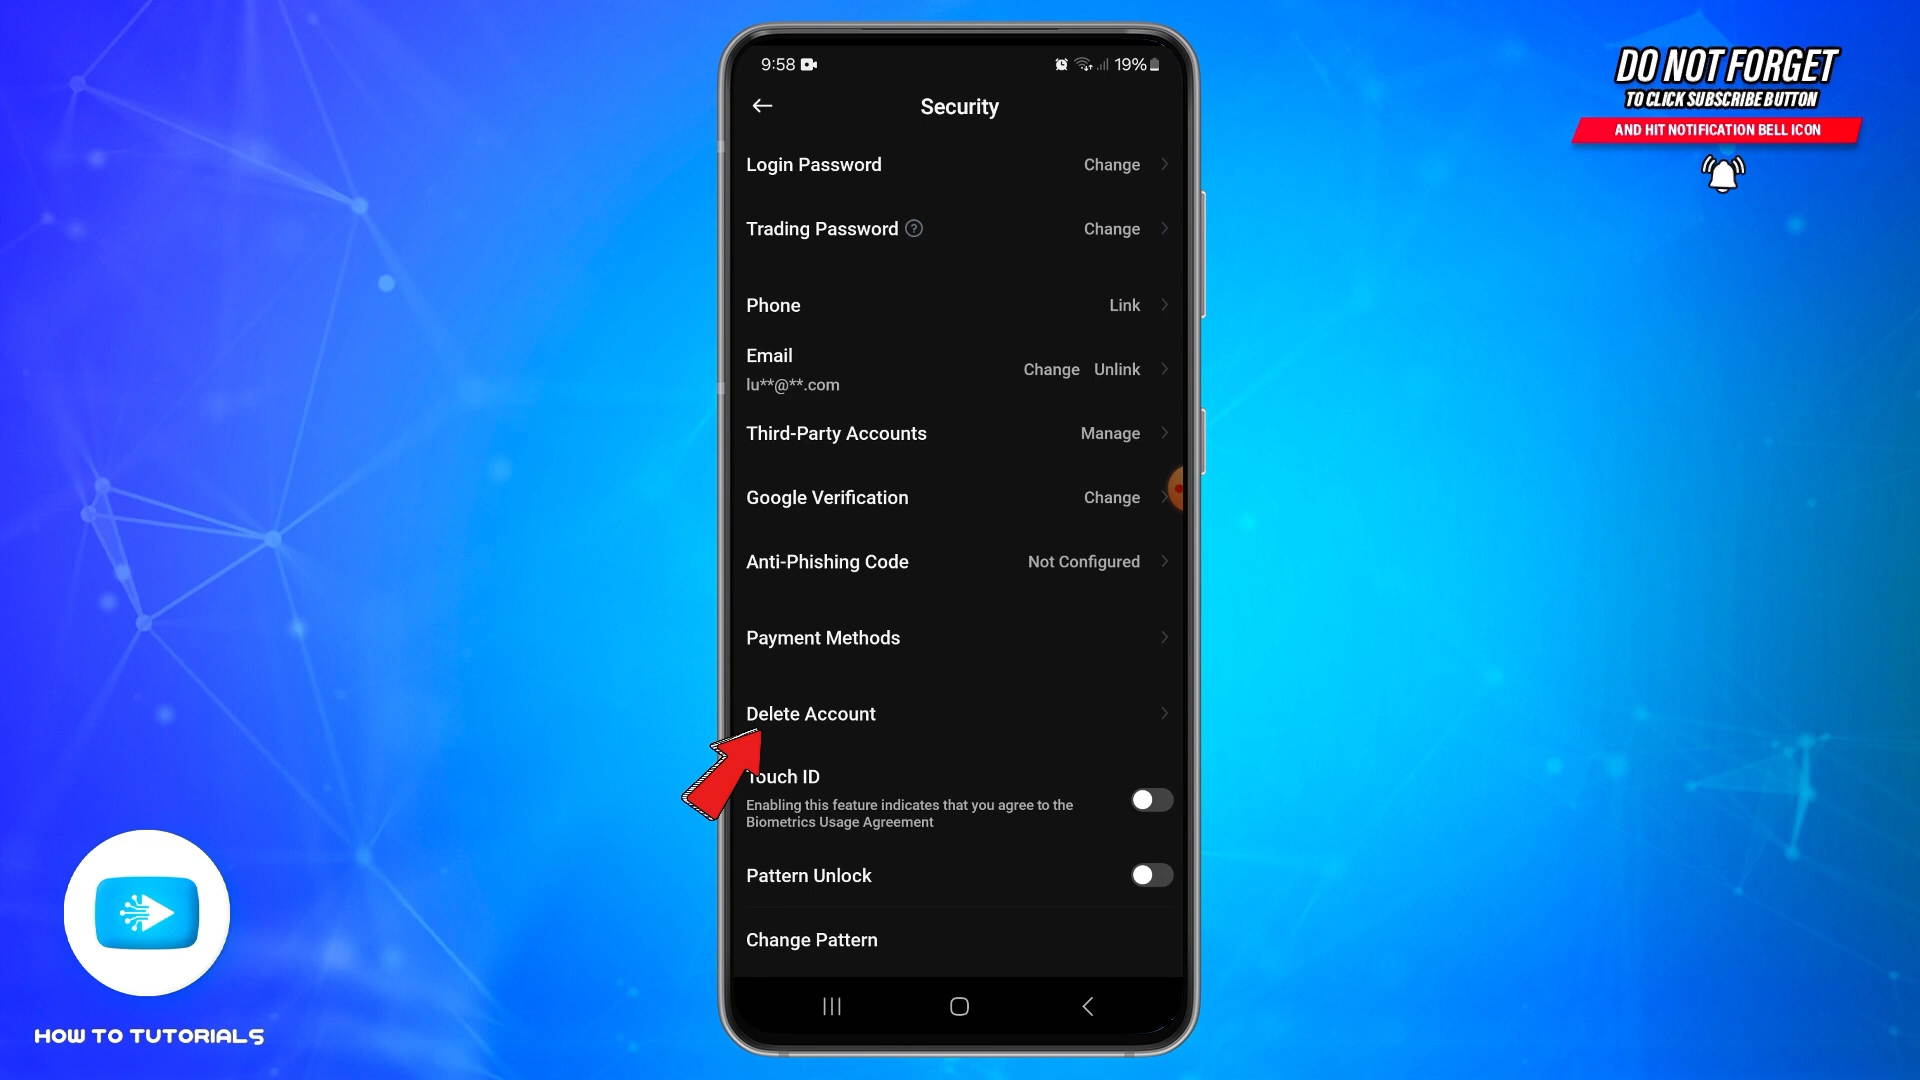 DO NOT FORGET
TO CLICK SUBSCRIBE BUTTON
AND HIT NOTIFICATION BELL ICON
9:58
19%
Security
Login Password Change
Trading Password ? Change
Phone Link
Email
lu**@**.com
Change Unlink
Third-Party Accounts Manage
Google Verification Change
Anti-Phishing Code Not Configured
Payment Methods
Delete Account
Touch ID
Enabling this feature indicates that you agree to the
Biometrics Usage Agreement
Pattern Unlock
Change Pattern
HOW TO TUTORIALS